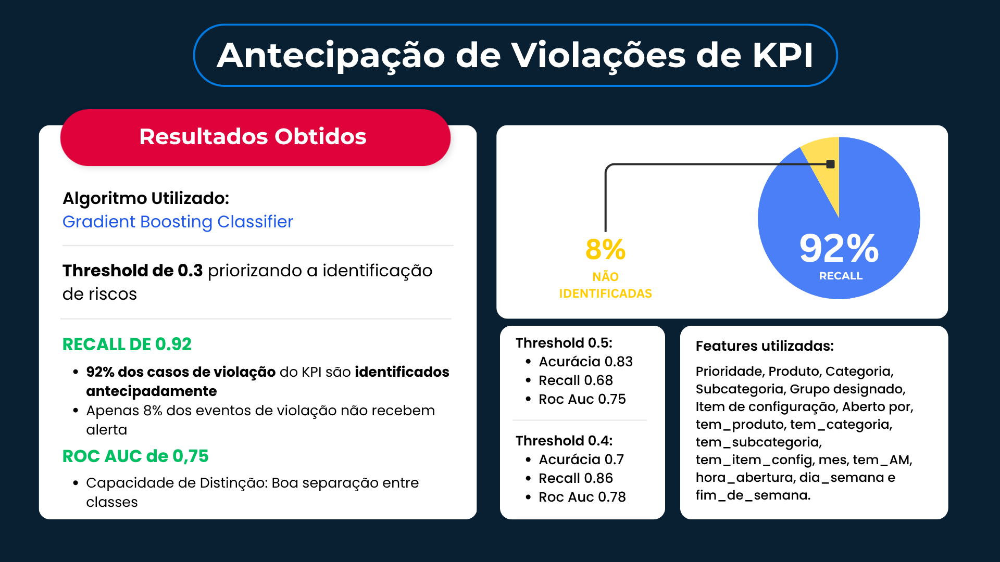 Antecipação de Violações de KPI
Resultados Obtidos
Algoritmo Utilizado:
Gradient Boosting Classifier
Threshold de 0.3 priorizando a identificação
de riscos
RECALL DE 0.92
• 92% dos casos de violação do KPI são identificados
antecipadamente
• Apenas 8% dos eventos de violação não recebem
alerta
ROC AUC de 0,75
• Capacidade de Distinção: Boa separação entre
classes
8%
NÃO
IDENTIFICADAS
92%
RECALL
Threshold 0.5:
• Acurácia 0.83
• Recall 0.68
• Roc Auc 0.75
Threshold 0.4:
• Acurácia 0.7
• Recall 0.86
• Roc Auc 0.78
Features utilizadas:
Prioridade, Produto, Categoria,
Subcategoria, Grupo designado,
Item de configuração, Aberto por,
tem_produto, tem_categoria,
tem_subcategoria,
tem_item_config, mes, tem_AM,
hora_abertura, dia_semana e
fim_de_semana.